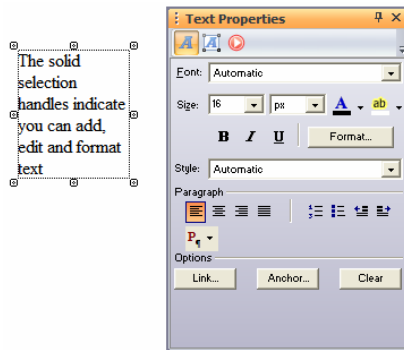 The solid
selection
handles indicate
you can add,
edit and format
text
Text Properties
A A
Font: Automatic
Size: 16 px A ab
B I U Format...
Style: Automatic
Paragraph
P¶
Options
Link... Anchor... Clear